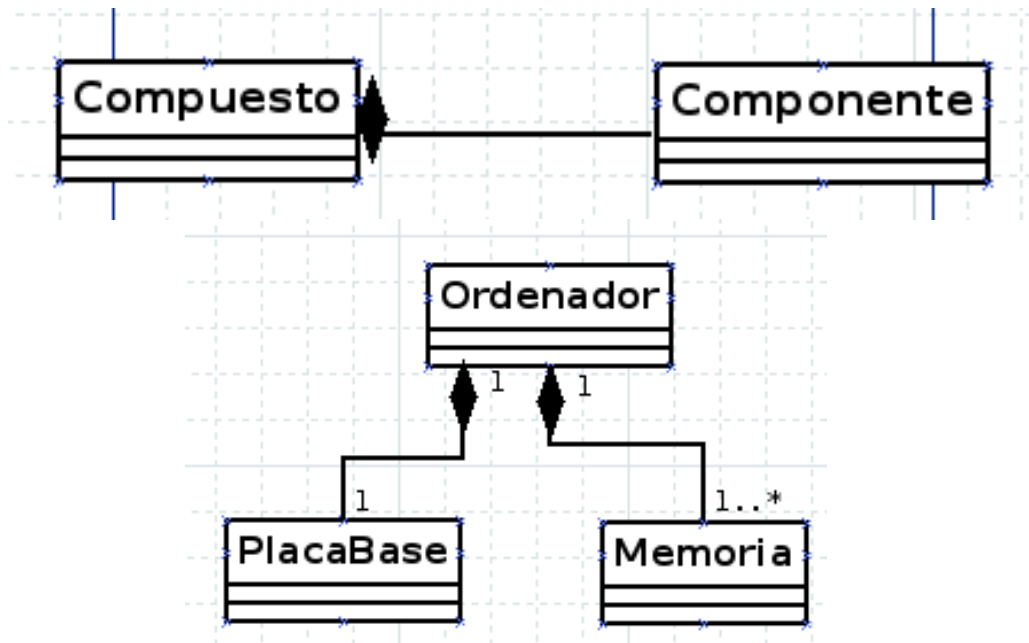 Compuesto
Componente
Ordenador
1
1
1
1..*
PlacaBase
Memoria